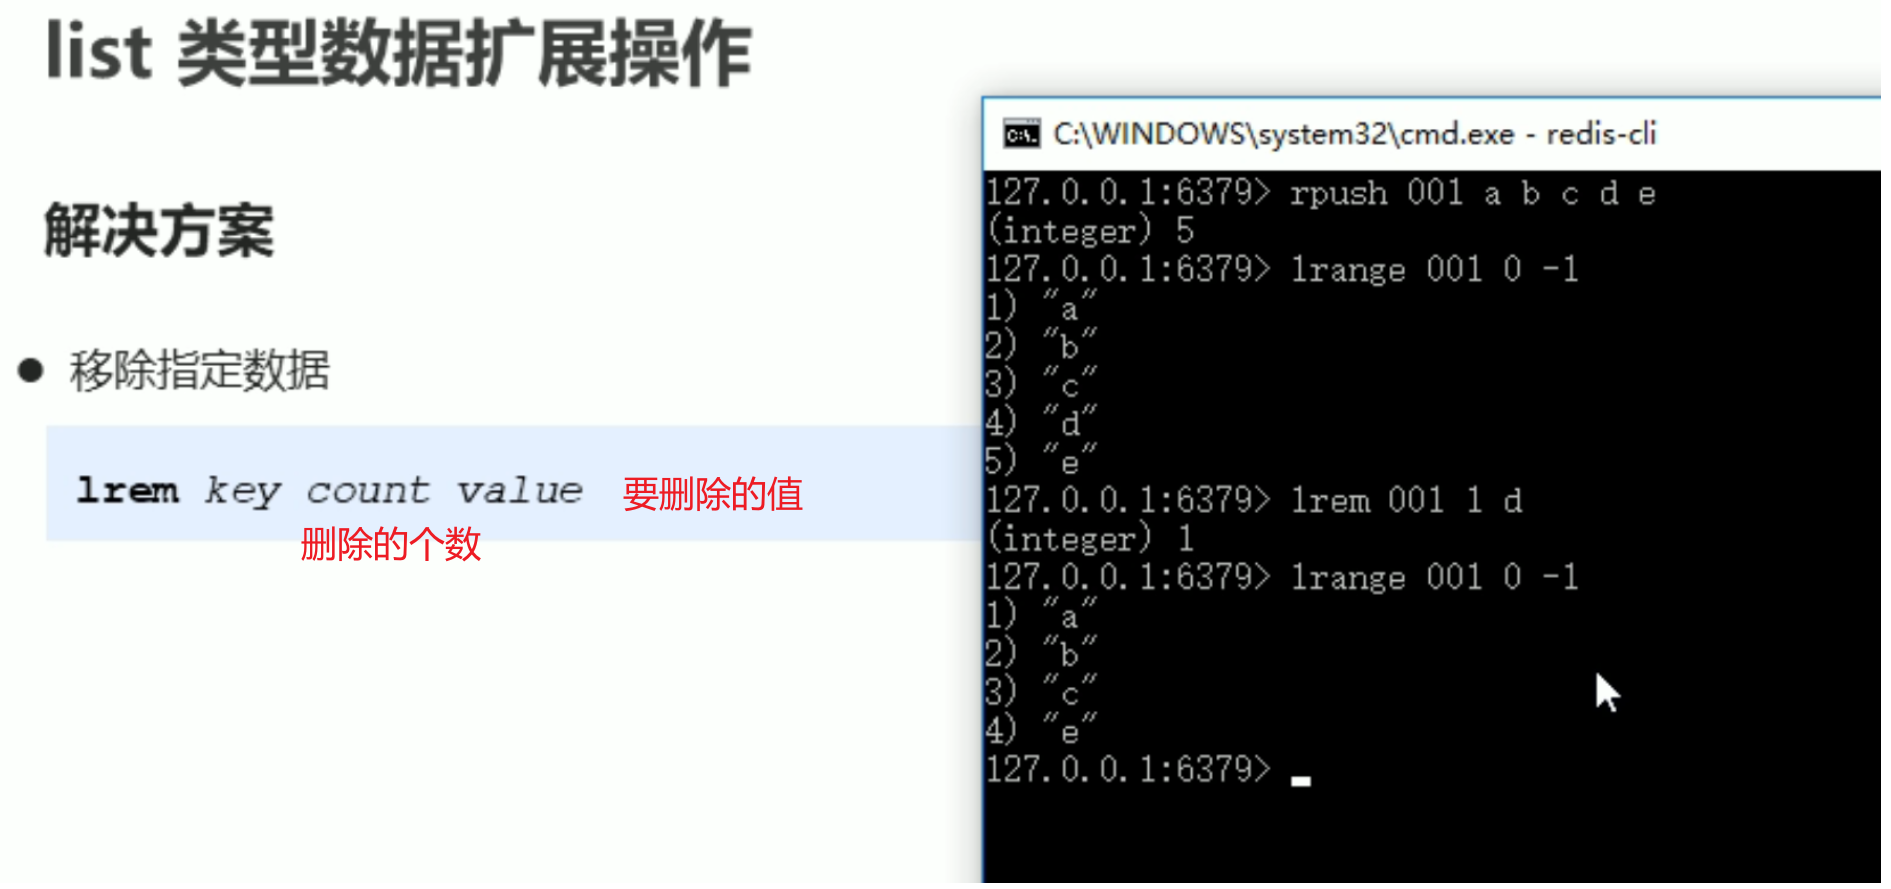 list 类型数据扩展操作
解决方案
● 移除指定数据
lrem key count value 要删除的值
删除的个数
C:\WINDOWS\system32\cmd.exe - redis-cli
127.0.0.1:6379> rpush 001 a b c d e
(integer) 5
127.0.0.1:6379> lrange 001 0 -1
1) "a"
2) "b"
3) "c"
4) "d"
5) "e"
127.0.0.1:6379> lrem 001 1 d
(integer) 1
127.0.0.1:6379> lrange 001 0 -1
1) "a"
2) "b"
3) "c"
4) "e"
127.0.0.1:6379>